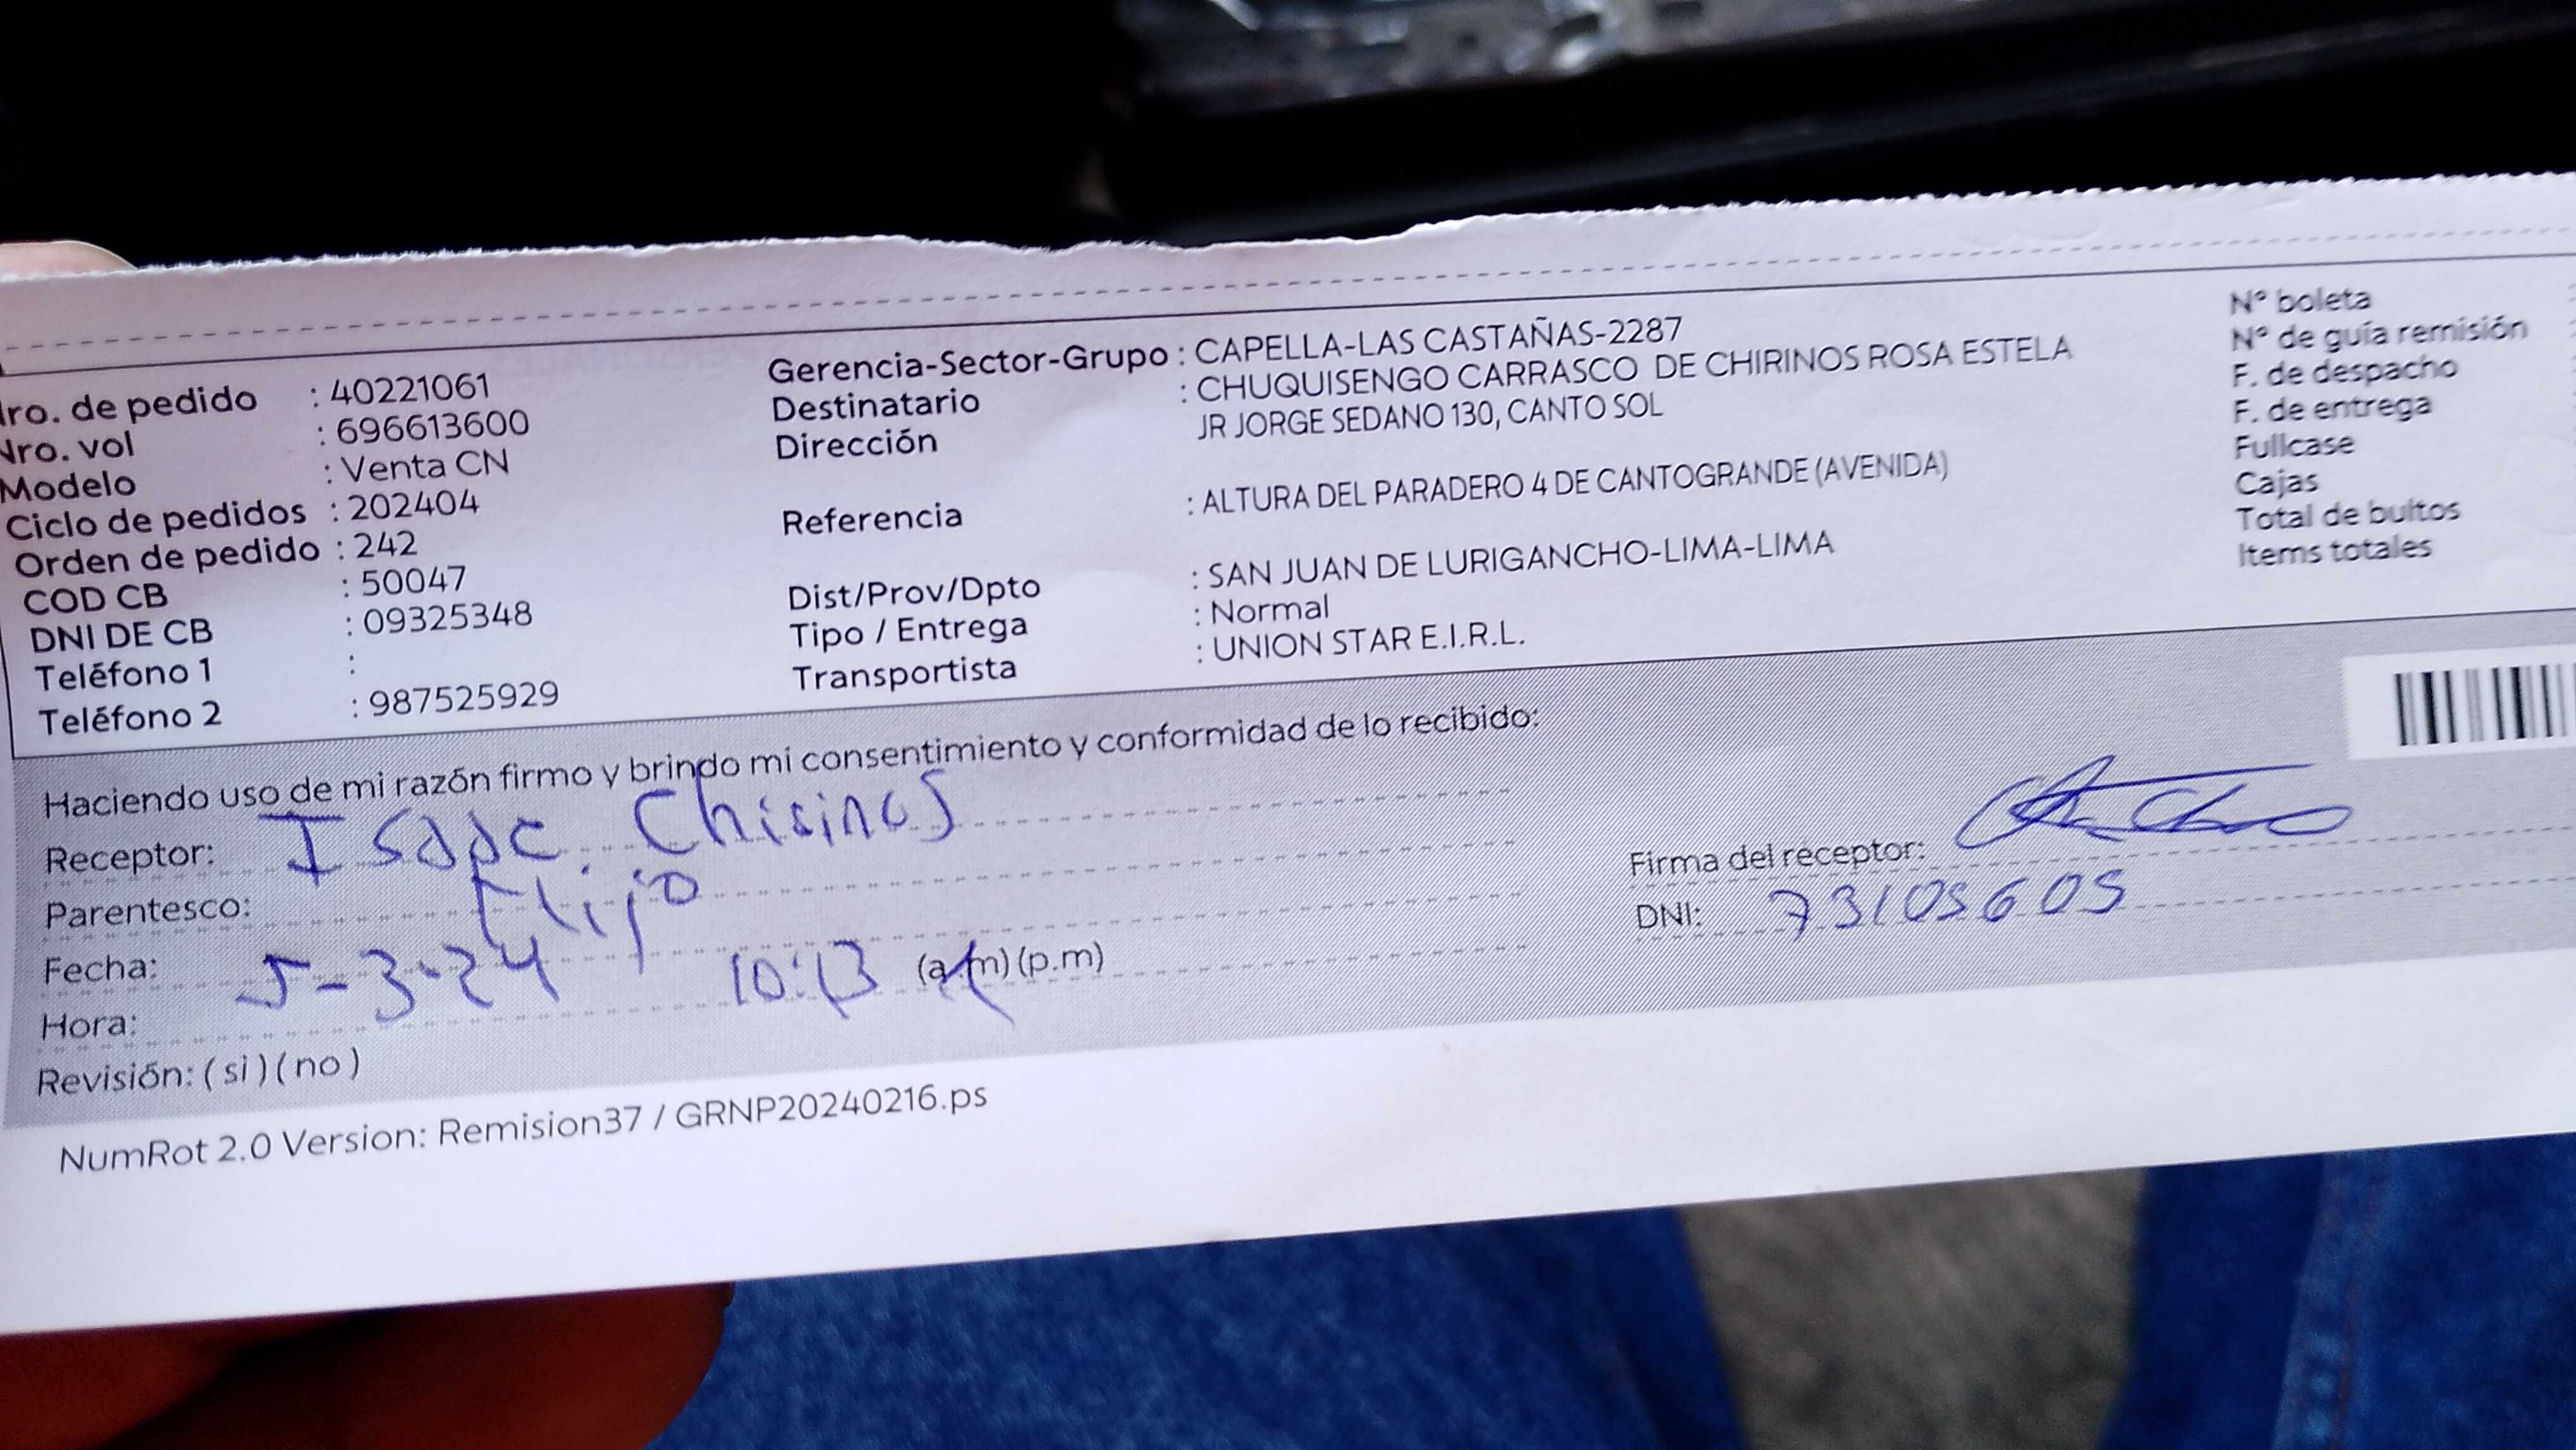 Nro. de pedido : 40221061
Nro. vol : 696613600
Modelo : Venta CN
Ciclo de pedidos : 202404
Orden de pedido : 242
COD CB : 50047
DNI DE CB : 09325348
Teléfono 1 :
Teléfono 2 : 987525929
Gerencia-Sector-Grupo : CAPELLA-LAS CASTAÑAS-2287
Destinatario : CHUQUISENGO CARRASCO DE CHIRINOS ROSA ESTELA
Dirección JR JORGE SEDANO 130, CANTO SOL
Referencia : ALTURA DEL PARADERO 4 DE CANTOGRANDE (AVENIDA)
Dist/Prov/Dpto : SAN JUAN DE LURIGANCHO-LIMA-LIMA
Tipo / Entrega : Normal
Transportista : UNION STAR E.I.R.L.
N° boleta
N° de guía remisión
F. de despacho
F. de entrega
Fullcase
Cajas
Total de bultos
Items totales
Haciendo uso de mi razón firmo y brindo mi consentimiento y conformidad de lo recibido:
Receptor: Isaac Chirinos
Parentesco: Hijo
Fecha: 5-3-24
Hora: 10:13 (a.m) (p.m)
Revisión: ( si ) ( no )
Firma del receptor:
DNI: 73105605
NumRot 2.0 Version: Remision37 / GRNP20240216.ps